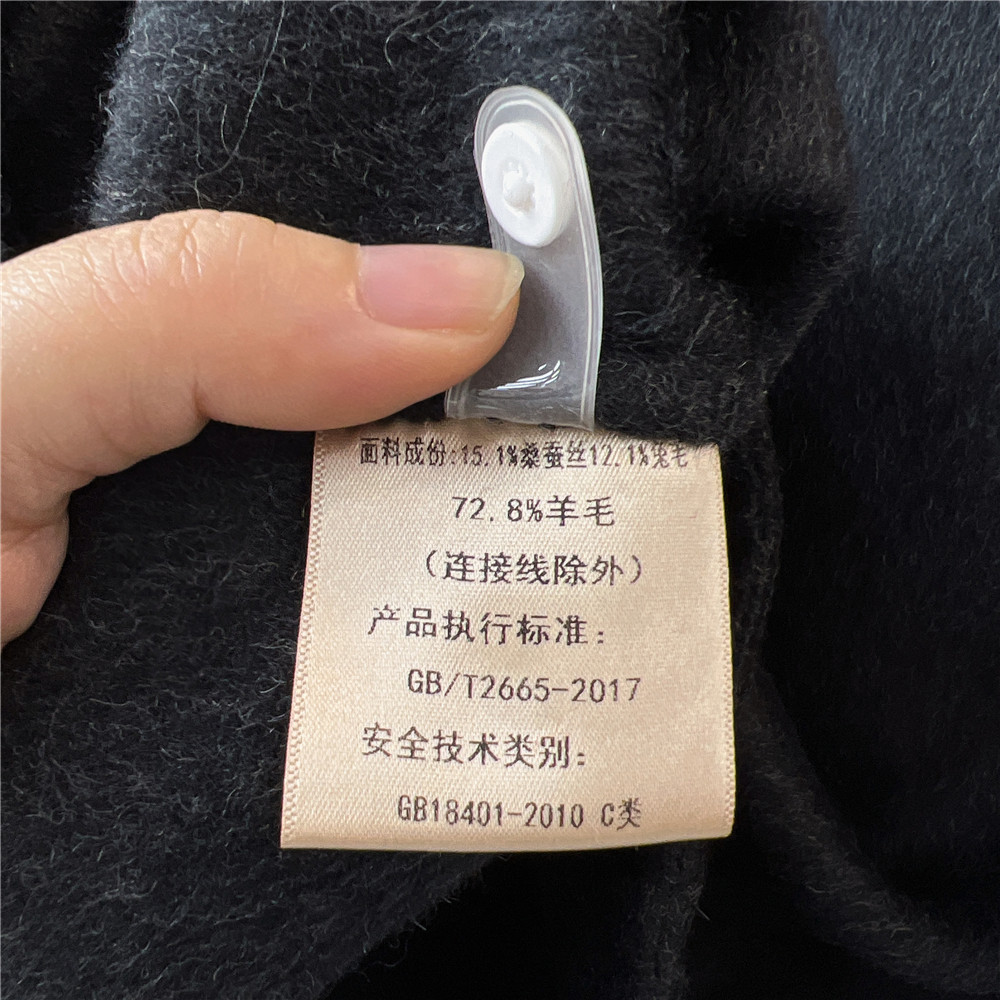 面料成份:15.1%桑蚕丝12.1%兔毛
72.8%羊毛
（连接线除外）
产品执行标准：
GB/T2665-2017
安全技术类别：
GB18401-2010 C类